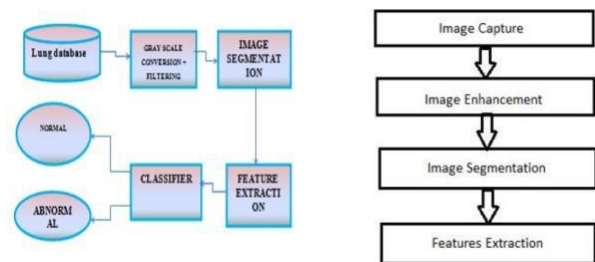 Lung database
GRAY SCALE
CONVERSION +
FILTERING
IMAGE
SEGMENTAT
ION
NORMAL
CLASSIFIER
FEATURE
EXTRACTI
ON
ABNORM
AL
Image Capture
Image Enhancement
Image Segmentation
Features Extraction